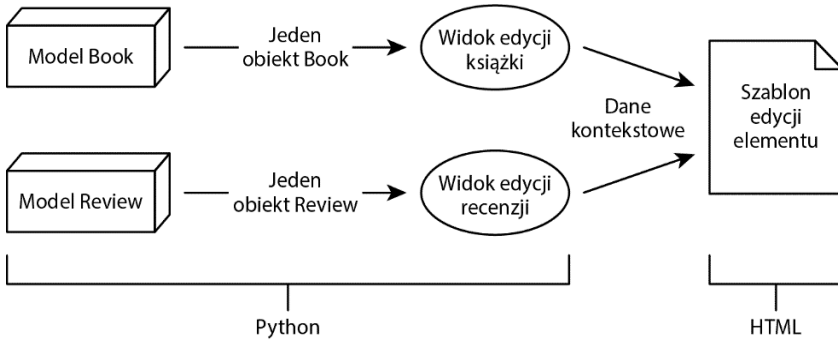 Model Book
Jeden
obiekt Book
Widok edycji
książki
Dane
kontekstowe
Szablon
edycji
elementu
Model Review
Jeden
obiekt Review
Widok edycji
recenzji
Python
HTML